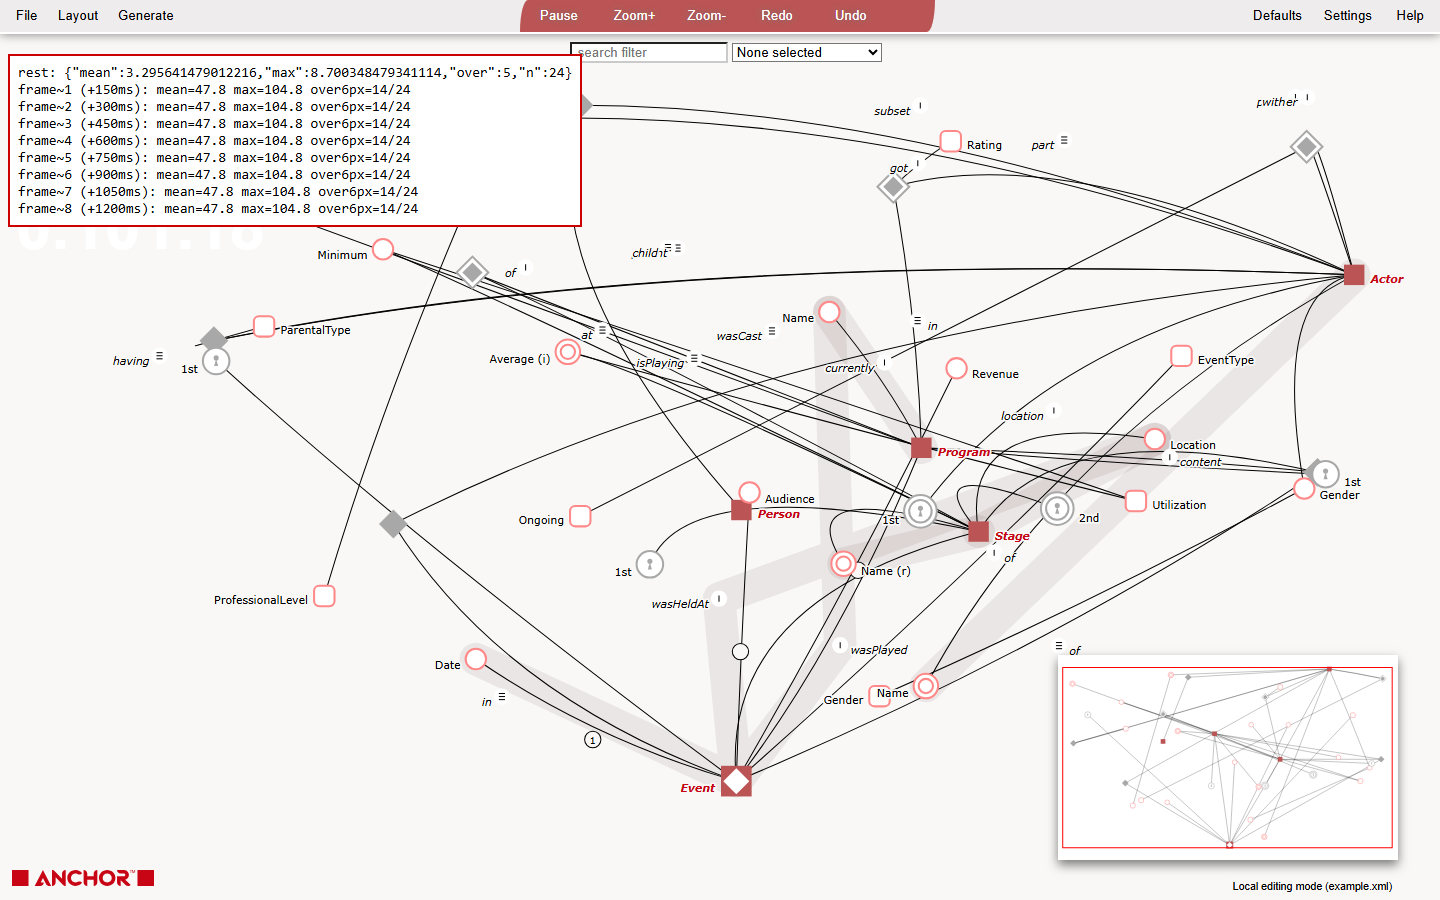 File Layout Generate Pause Zoom+ Zoom- Redo Undo Defaults Settings Help
search filter None selected
rest: {"mean":3.295641479012216,"max":8.700348479341114,"over":5,"n":24}
frame~1 (+150ms): mean=47.8 max=104.8 over6px=14/24
frame~2 (+300ms): mean=47.8 max=104.8 over6px=14/24
frame~3 (+450ms): mean=47.8 max=104.8 over6px=14/24
frame~4 (+600ms): mean=47.8 max=104.8 over6px=14/24
frame~5 (+750ms): mean=47.8 max=104.8 over6px=14/24
frame~6 (+900ms): mean=47.8 max=104.8 over6px=14/24
frame~7 (+1050ms): mean=47.8 max=104.8 over6px=14/24
frame~8 (+1200ms): mean=47.8 max=104.8 over6px=14/24
subset
Rating
part
got
Minimum
of
Actor
Name
ParentalType
at
in
wasCast
having
1st
Average (i)
isPlaying
currently
Revenue
EventType
location
Location
Program
content
1st
Gender
Audience
Person
Ongoing
1st
2nd
Utilization
Stage
of
1st
Name (r)
ProfessionalLevel
wasHeldAt
wasPlayed
of
Date
in
Gender
Name
1
Event
ANCHOR
Local editing mode (example.xml)